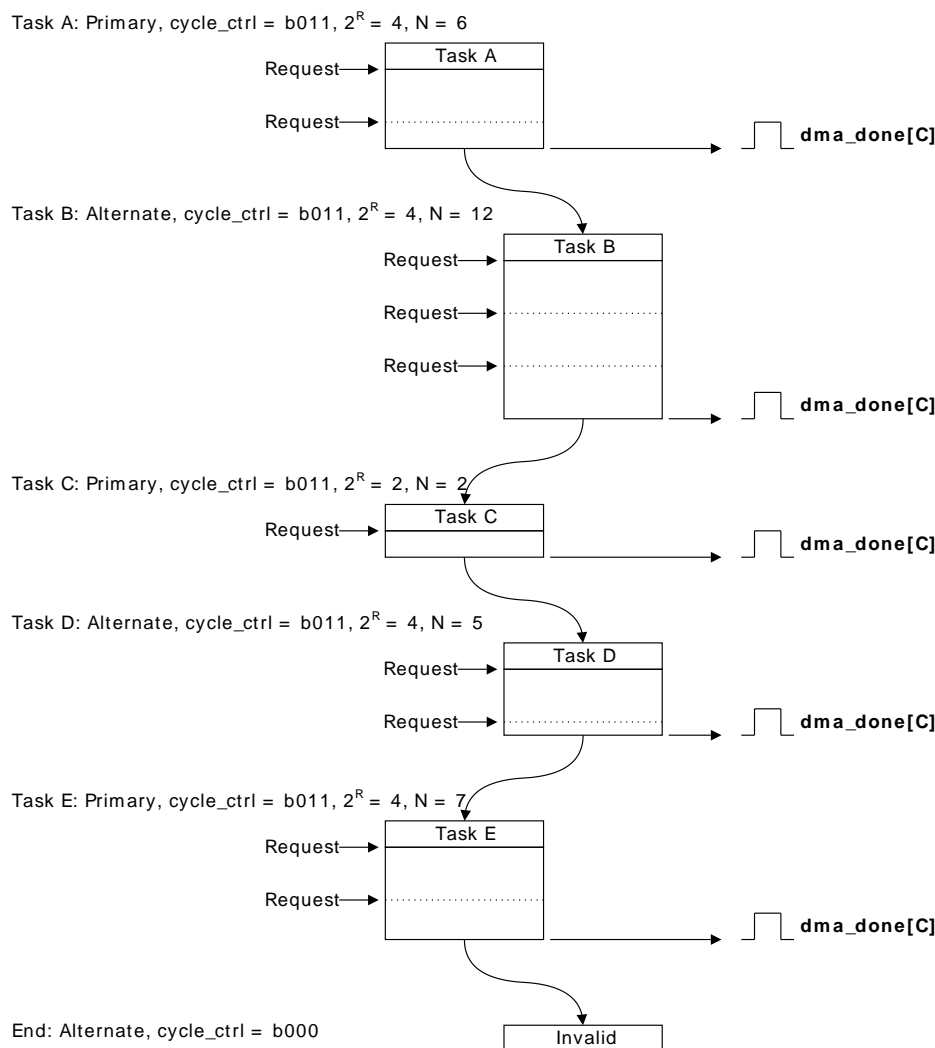 Task A: Primary, cycle_ctrl = b011, 2^R = 4, N = 6
Task A
Request
Request
dma_done[C]
Task B: Alternate, cycle_ctrl = b011, 2^R = 4, N = 12
Task B
Request
Request
Request
dma_done[C]
Task C: Primary, cycle_ctrl = b011, 2^R = 2, N = 2
Task C
Request
dma_done[C]
Task D: Alternate, cycle_ctrl = b011, 2^R = 4, N = 5
Task D
Request
Request
dma_done[C]
Task E: Primary, cycle_ctrl = b011, 2^R = 4, N = 7
Task E
Request
Request
dma_done[C]
End: Alternate, cycle_ctrl = b000
Invalid